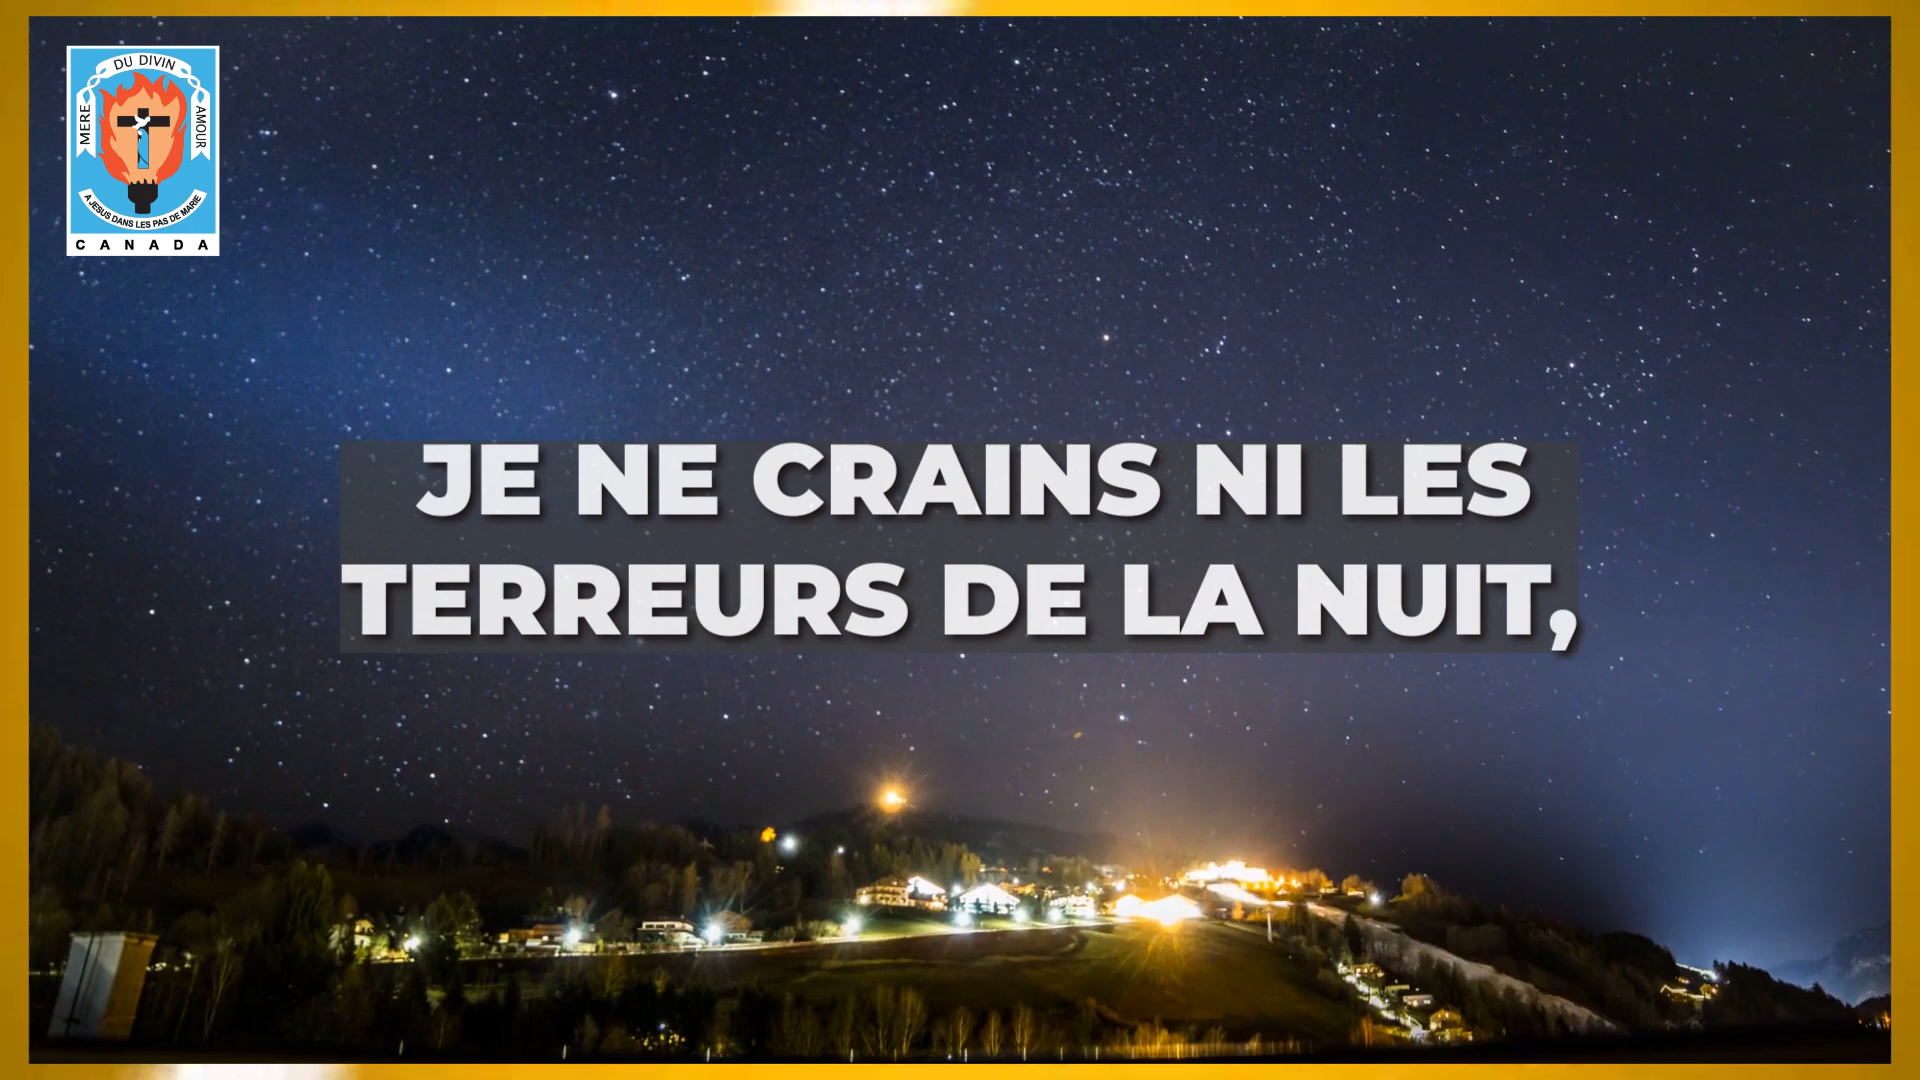 DU DIVIN
MERE
AMOUR
A JESUS DANS LES PAS DE MARIE
CANADA
JE NE CRAINS NI LES
TERREURS DE LA NUIT,